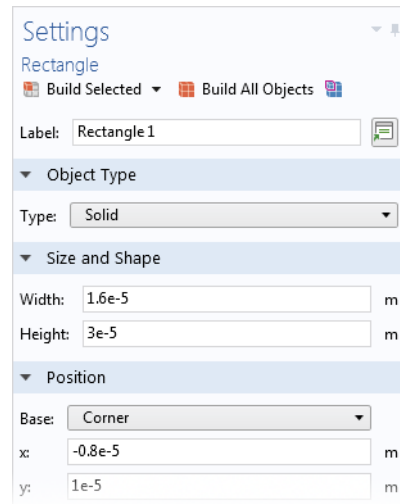 Settings
Rectangle
Build Selected Build All Objects
Label: Rectangle 1
Object Type
Type: Solid
Size and Shape
Width: 1.6e-5 m
Height: 3e-5 m
Position
Base: Corner
x: -0.8e-5 m
y: 1e-5 m